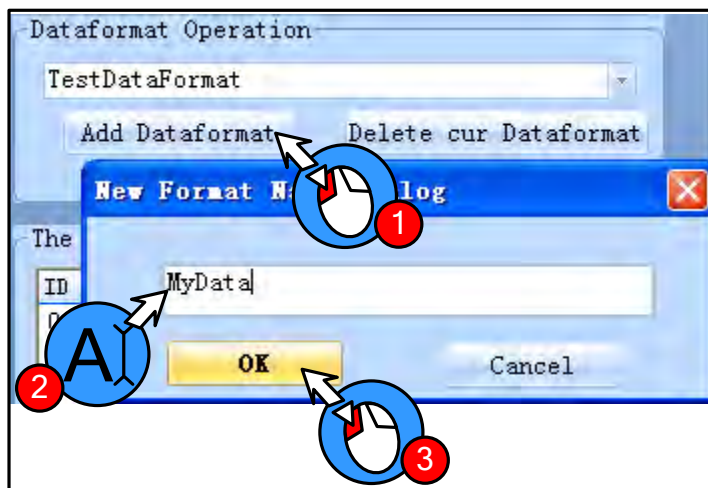 Dataformat Operation
TestDataFormat
Add Dataformat Delete cur Dataformat
New Format log
1
The
ID
MyData
A
2
OK Cancel
3